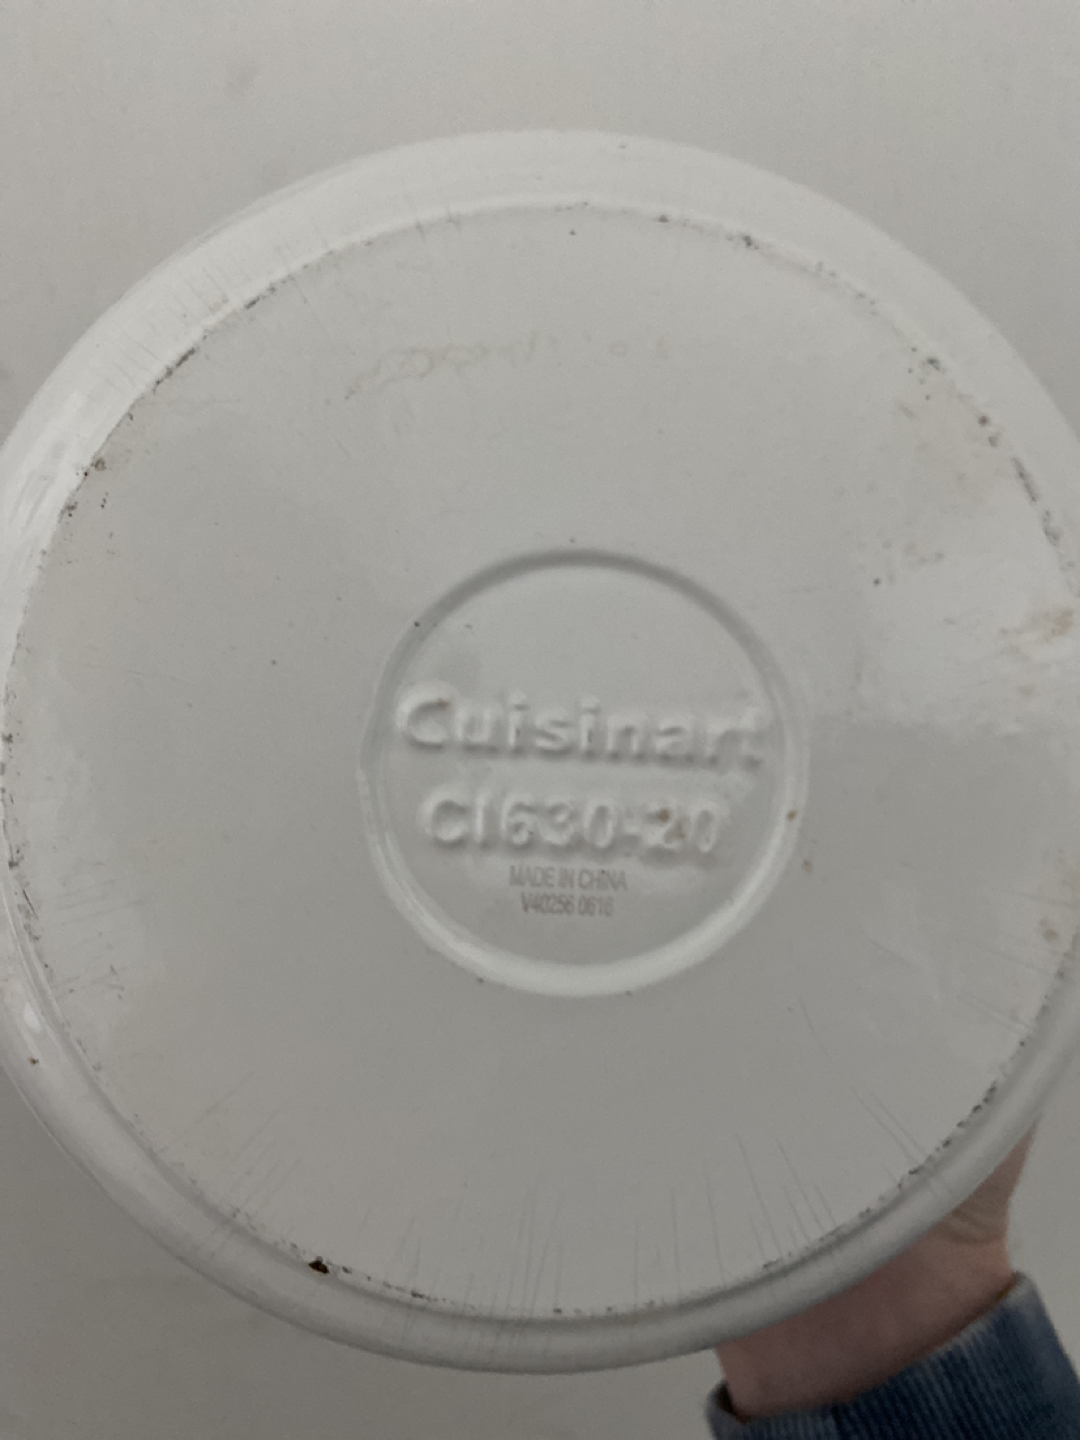 Cuisinart
CI630-20
MADE IN CHINA
V40256 0616